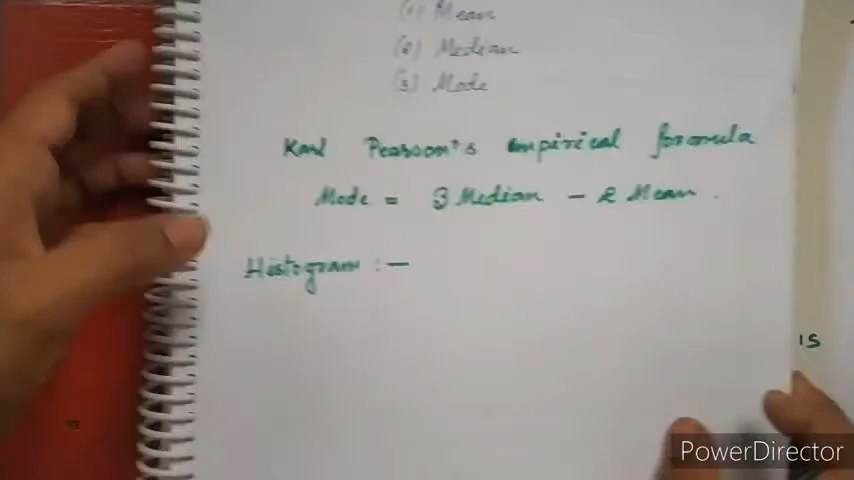 (1) Mean
(2) Median
(3) Mode
Karl Pearson's empirical formula
Mode = 3 Median - 2 Mean .
Histogram : -
15
PowerDirector